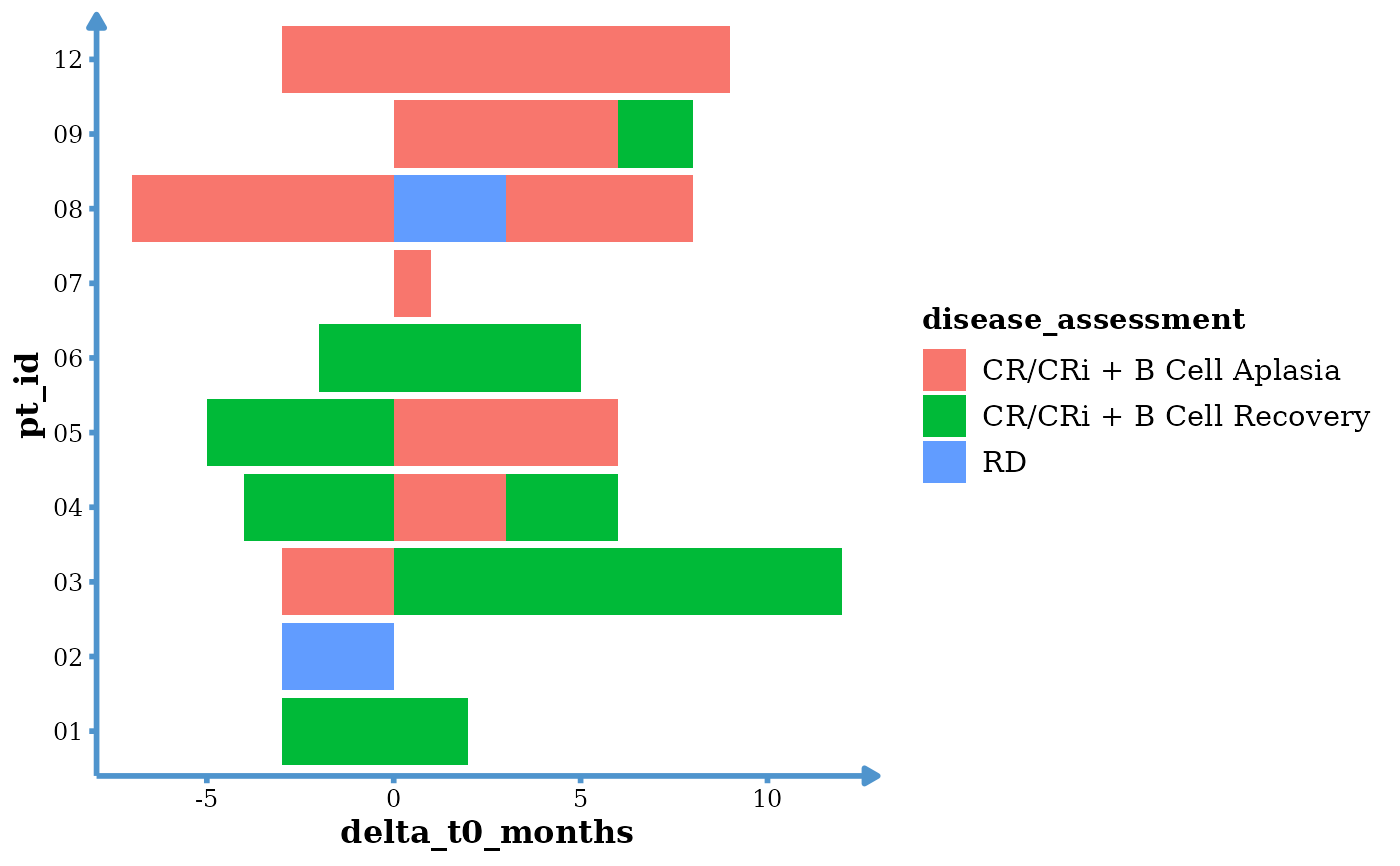 12
09
08
07
06
05
04
03
02
01
pt_id
-5 0 5 10
delta_t0_months
disease_assessment
CR/CRi + B Cell Aplasia
CR/CRi + B Cell Recovery
RD